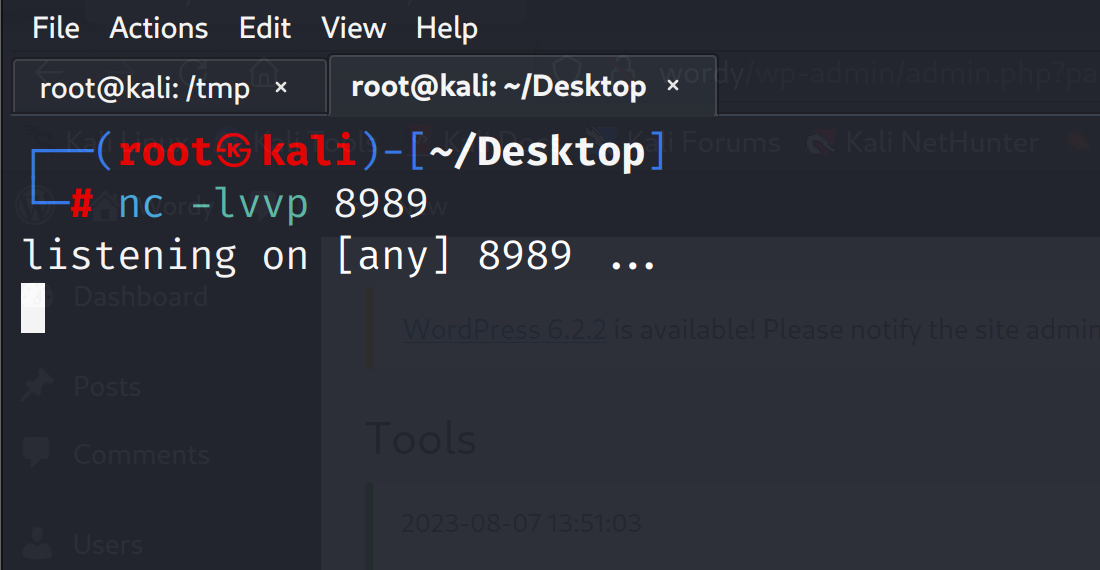 File Actions Edit View Help
root@kali: /tmp × root@kali: ~/Desktop ×
wordy/wp-admin/admin.php?pa
Kali Linux Kali Tools Kali Docs Kali Forums Kali NetHunter
┌──(root㉿kali)-[~/Desktop]
└─# nc -lvvp 8989
listening on [any] 8989 ...
Dashboard
WordPress 6.2.2 is available! Please notify the site admin
Posts
Tools
Comments
2023-08-07 13:51:03
Users